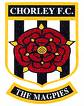 CHORLEY F.C.
THE MAGPIES